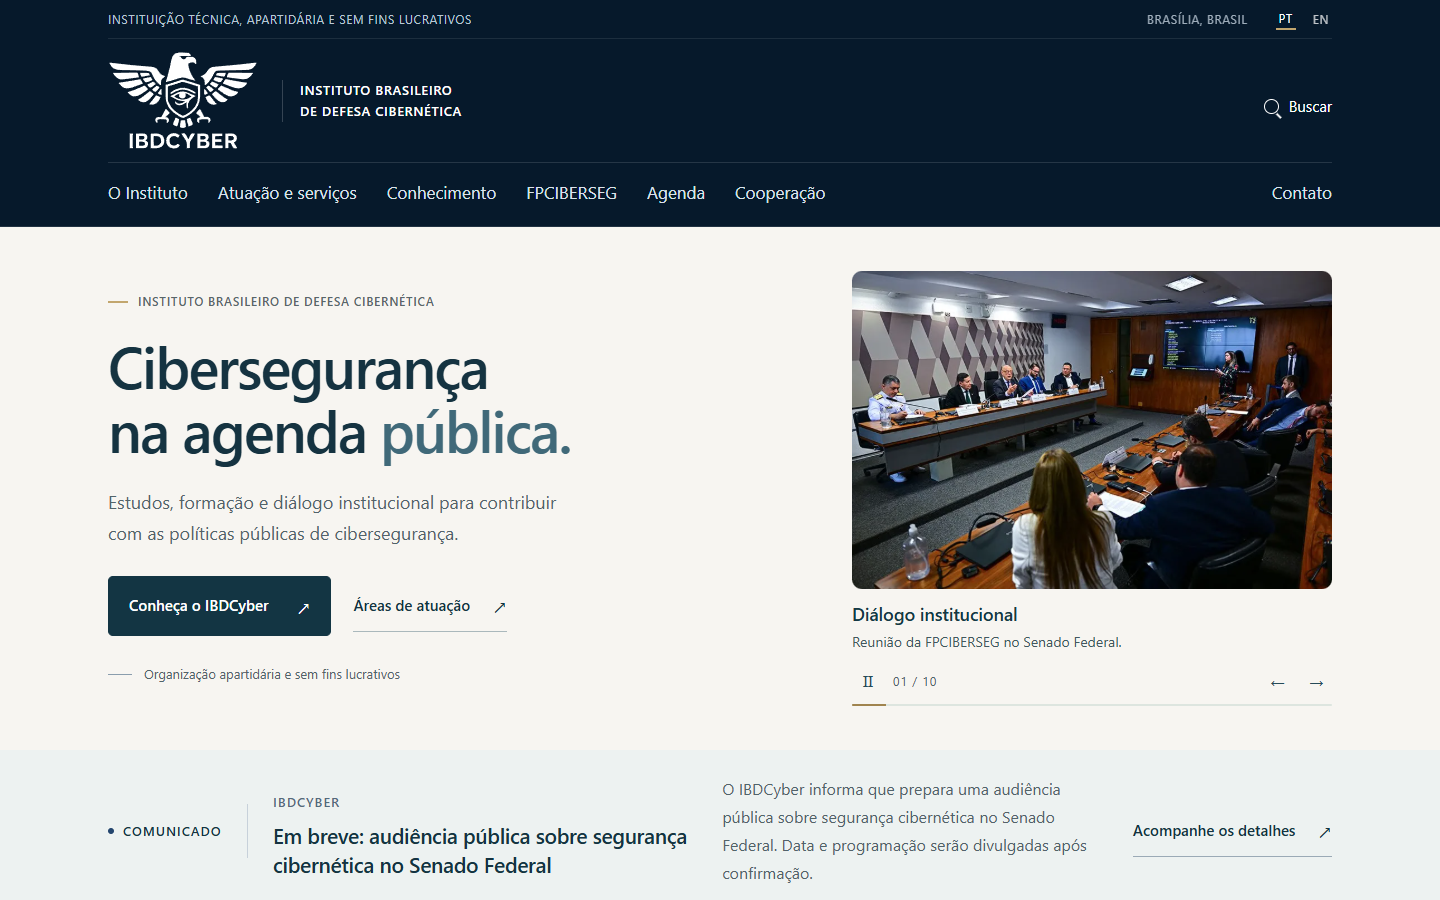 INSTITUIÇÃO TÉCNICA, APARTIDÁRIA E SEM FINS LUCRATIVOS
BRASÍLIA, BRASIL
PT
EN
IBDCYBER
INSTITUTO BRASILEIRO
DE DEFESA CIBERNÉTICA
Buscar
O Instituto
Atuação e serviços
Conhecimento
FPCIBERSEG
Agenda
Cooperação
Contato
INSTITUTO BRASILEIRO DE DEFESA CIBERNÉTICA
Cibersegurança
na agenda pública.
Estudos, formação e diálogo institucional para contribuir
com as políticas públicas de cibersegurança.
Conheça o IBDCyber ↗
Áreas de atuação ↗
Organização apartidária e sem fins lucrativos
Diálogo institucional
Reunião da FPCIBERSEG no Senado Federal.
01 / 10
← →
COMUNICADO
IBDCYBER
Em breve: audiência pública sobre segurança
cibernética no Senado Federal
O IBDCyber informa que prepara uma audiência
pública sobre segurança cibernética no Senado
Federal. Data e programação serão divulgadas após
confirmação.
Acompanhe os detalhes ↗